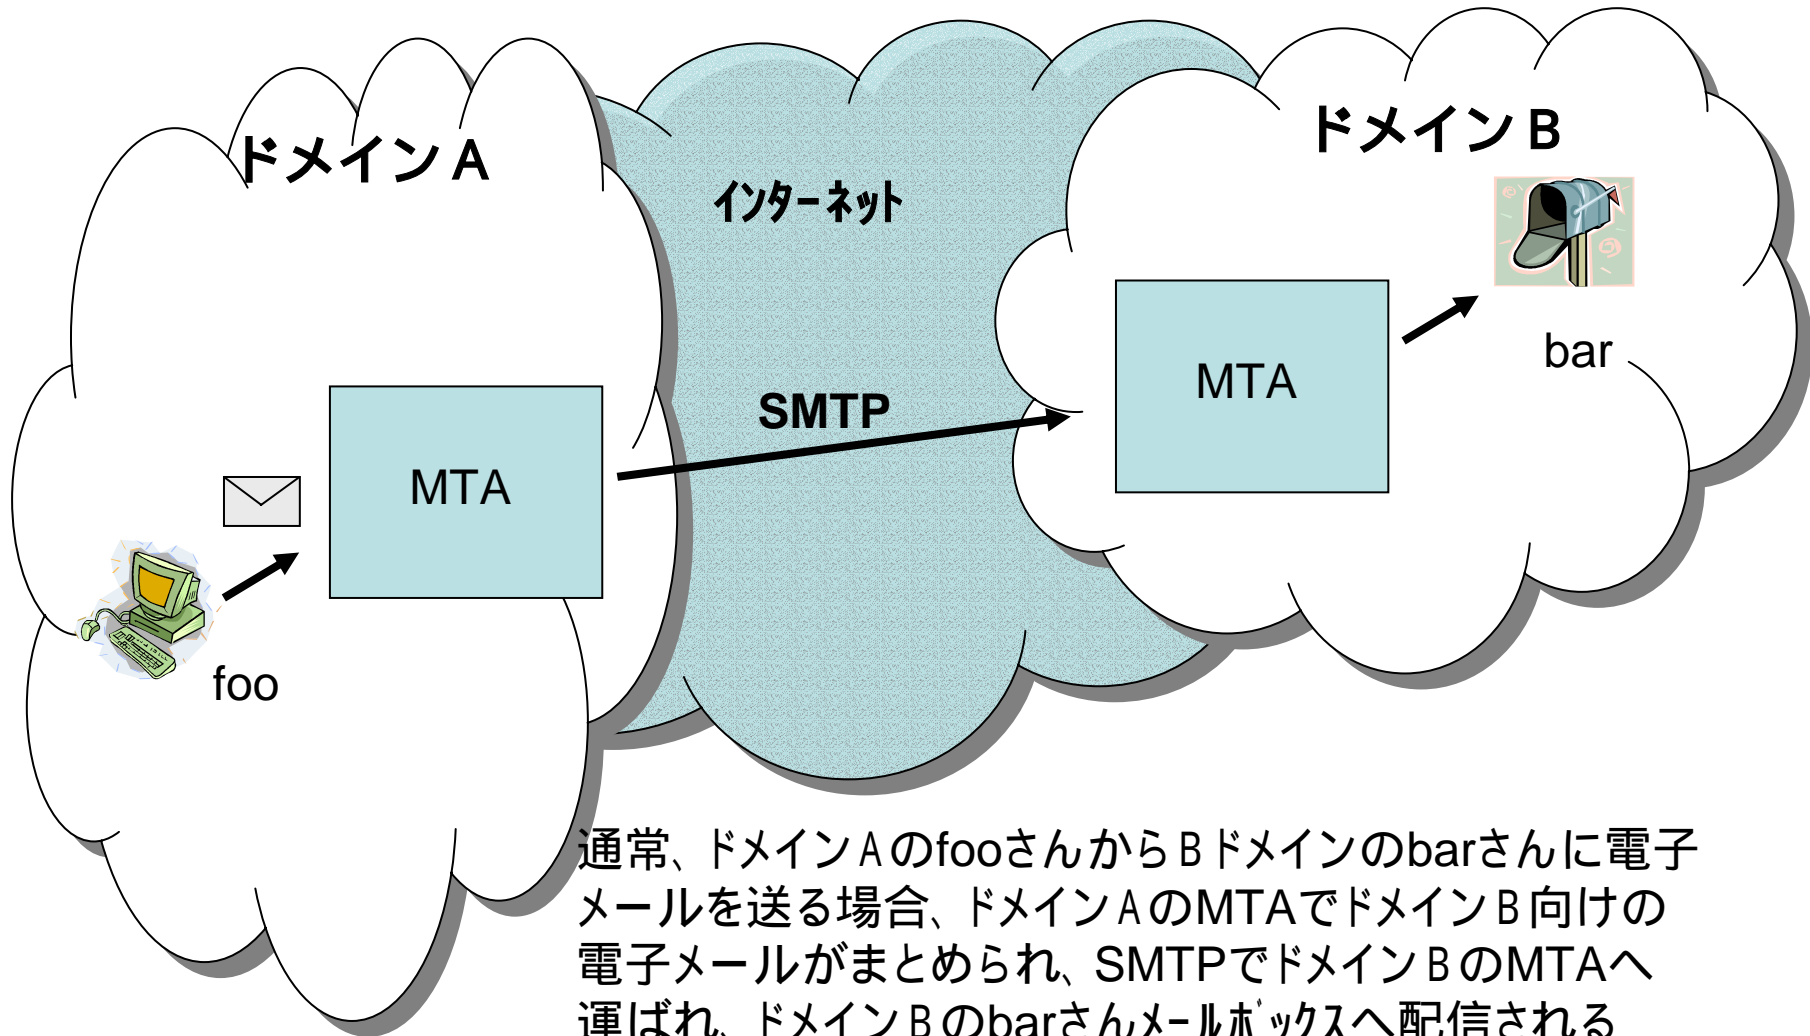 ドメインA
インターネット
ドメインB
bar
MTA
SMTP
MTA
foo
通常、ドメインAのfooさんからBドメインのbarさんに電子
メールを送る場合、ドメインAのMTAでドメインB向けの
電子メールがまとめられ、SMTPでドメインBのMTAへ
運ばれ、ドメインBのbarさんメールボックスへ配信される